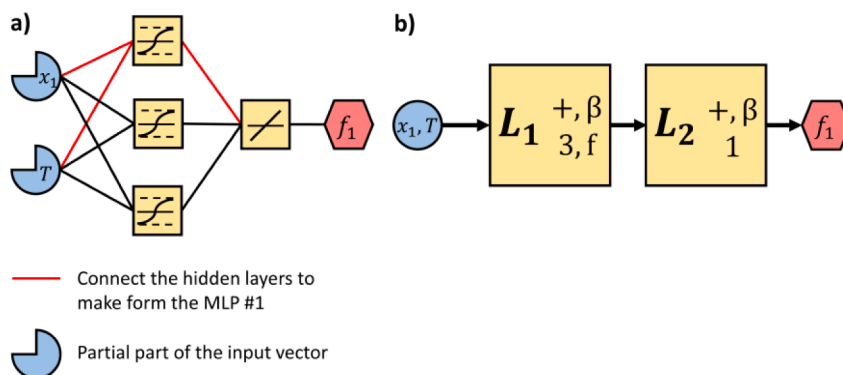 a)
b)
x₁
T
f₁
x₁, T
L₁ +, β
3, f
L₂ +, β
1
f₁
Connect the hidden layers to
make form the MLP #1
Partial part of the input vector